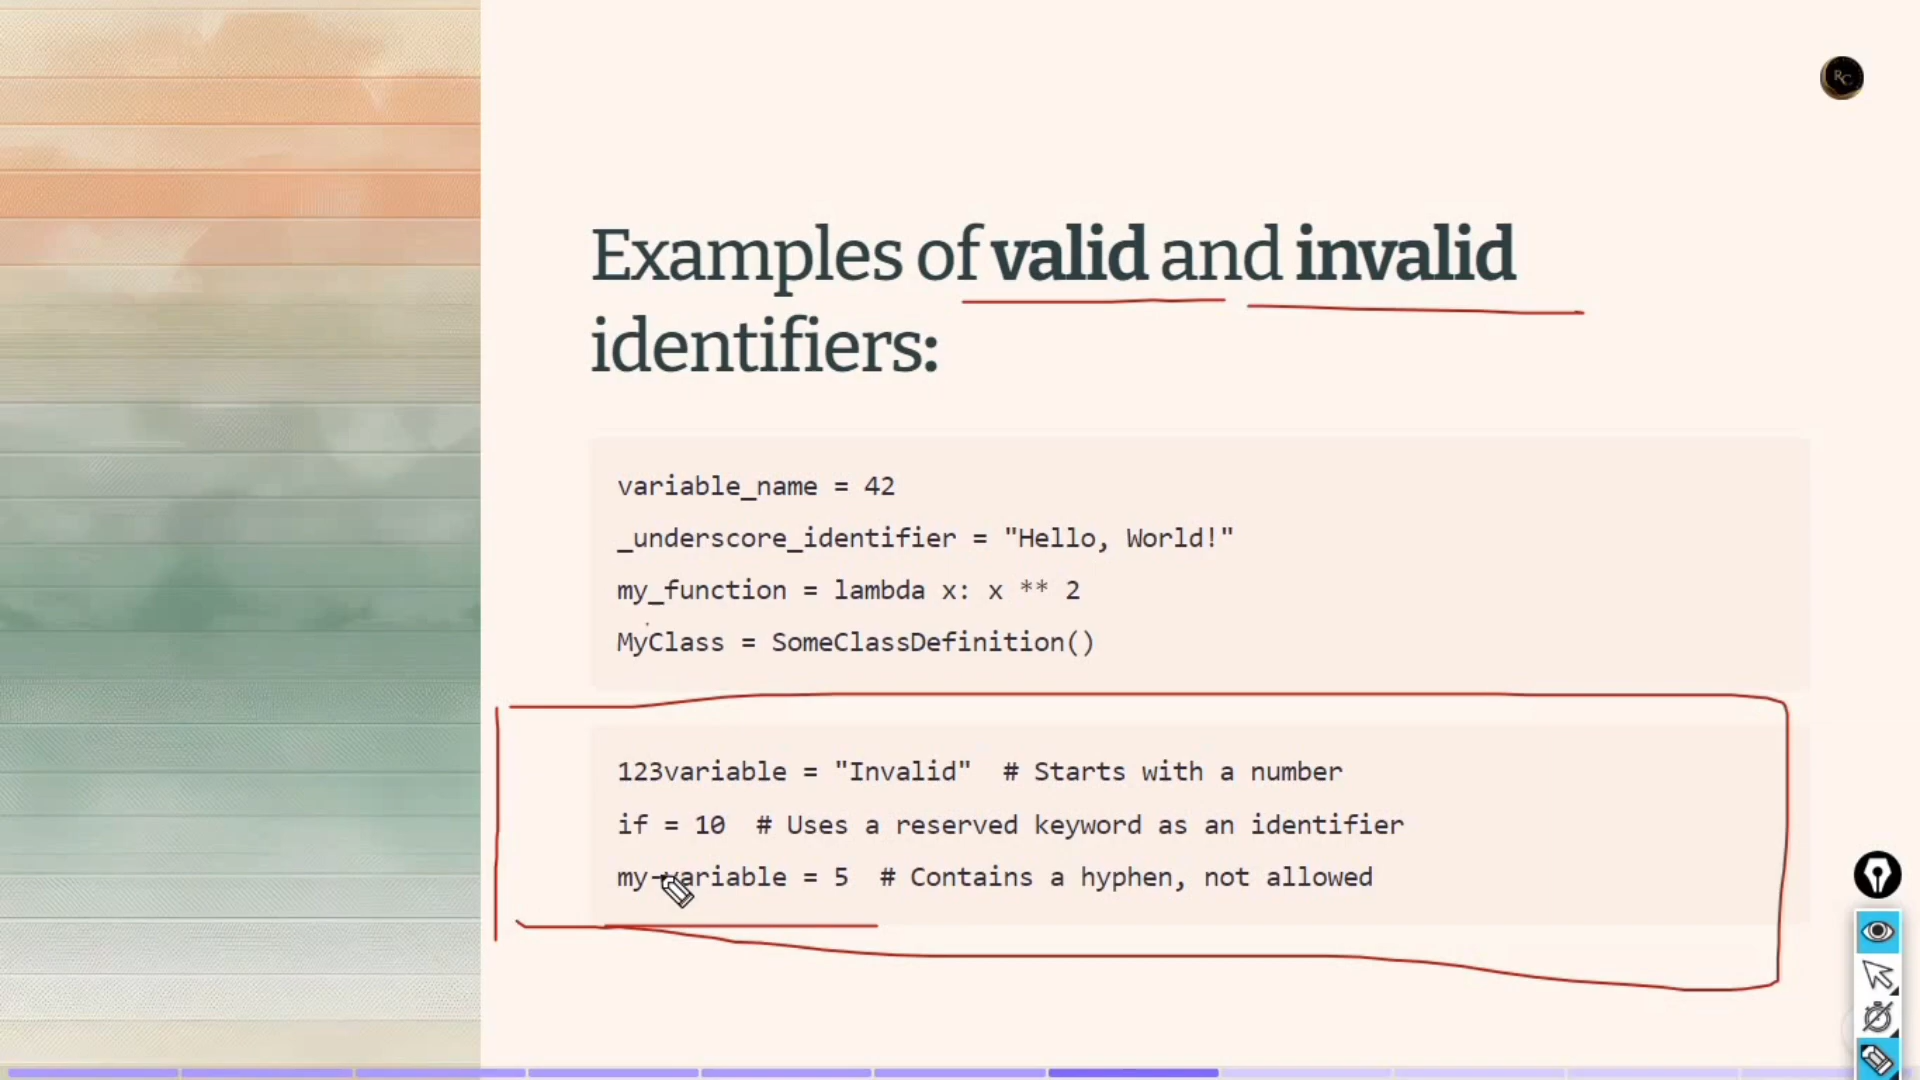 RC
Examples of valid and invalid
identifiers:
variable_name = 42
_underscore_identifier = "Hello, World!"
my_function = lambda x: x ** 2
MyClass = SomeClassDefinition()
123variable = "Invalid"  # Starts with a number
if = 10  # Uses a reserved keyword as an identifier
my-variable = 5  # Contains a hyphen, not allowed